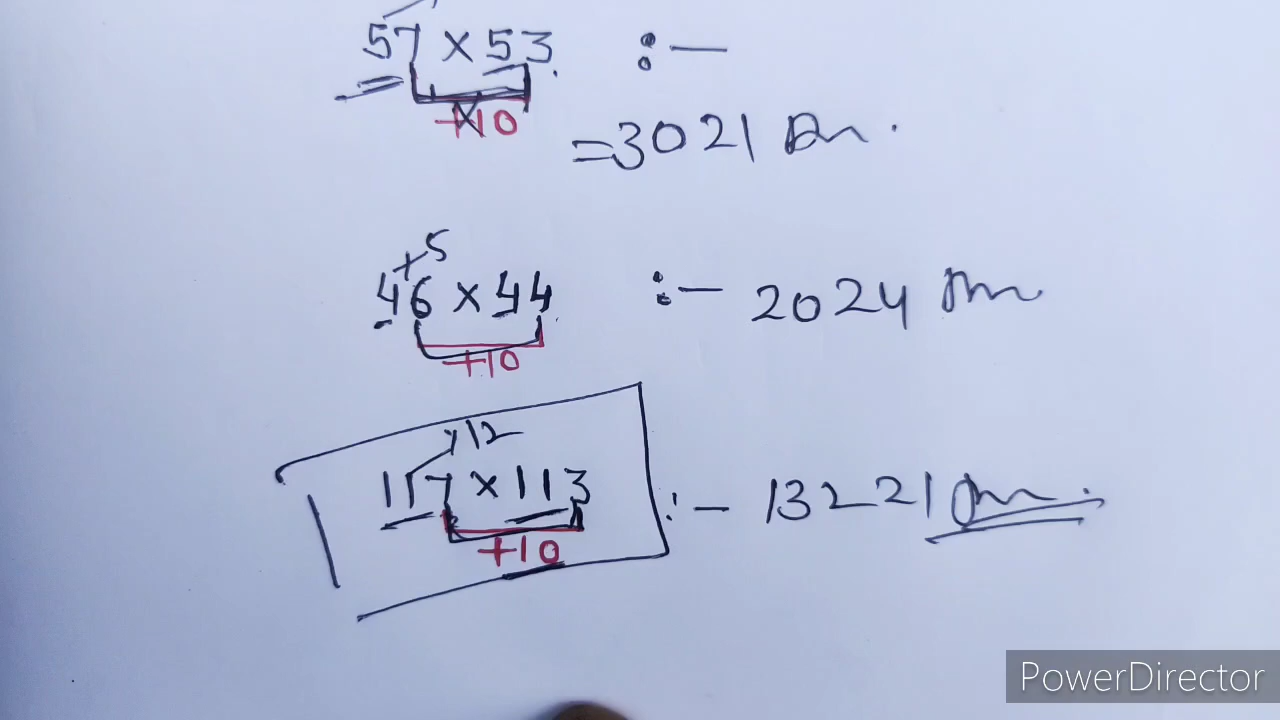 57 × 53 :—
+10
=3021 Ans.
×5
46 × 44 :— 2024 Ans
+10
×12
117 × 113 :— 13221 Ans.
+10
PowerDirector